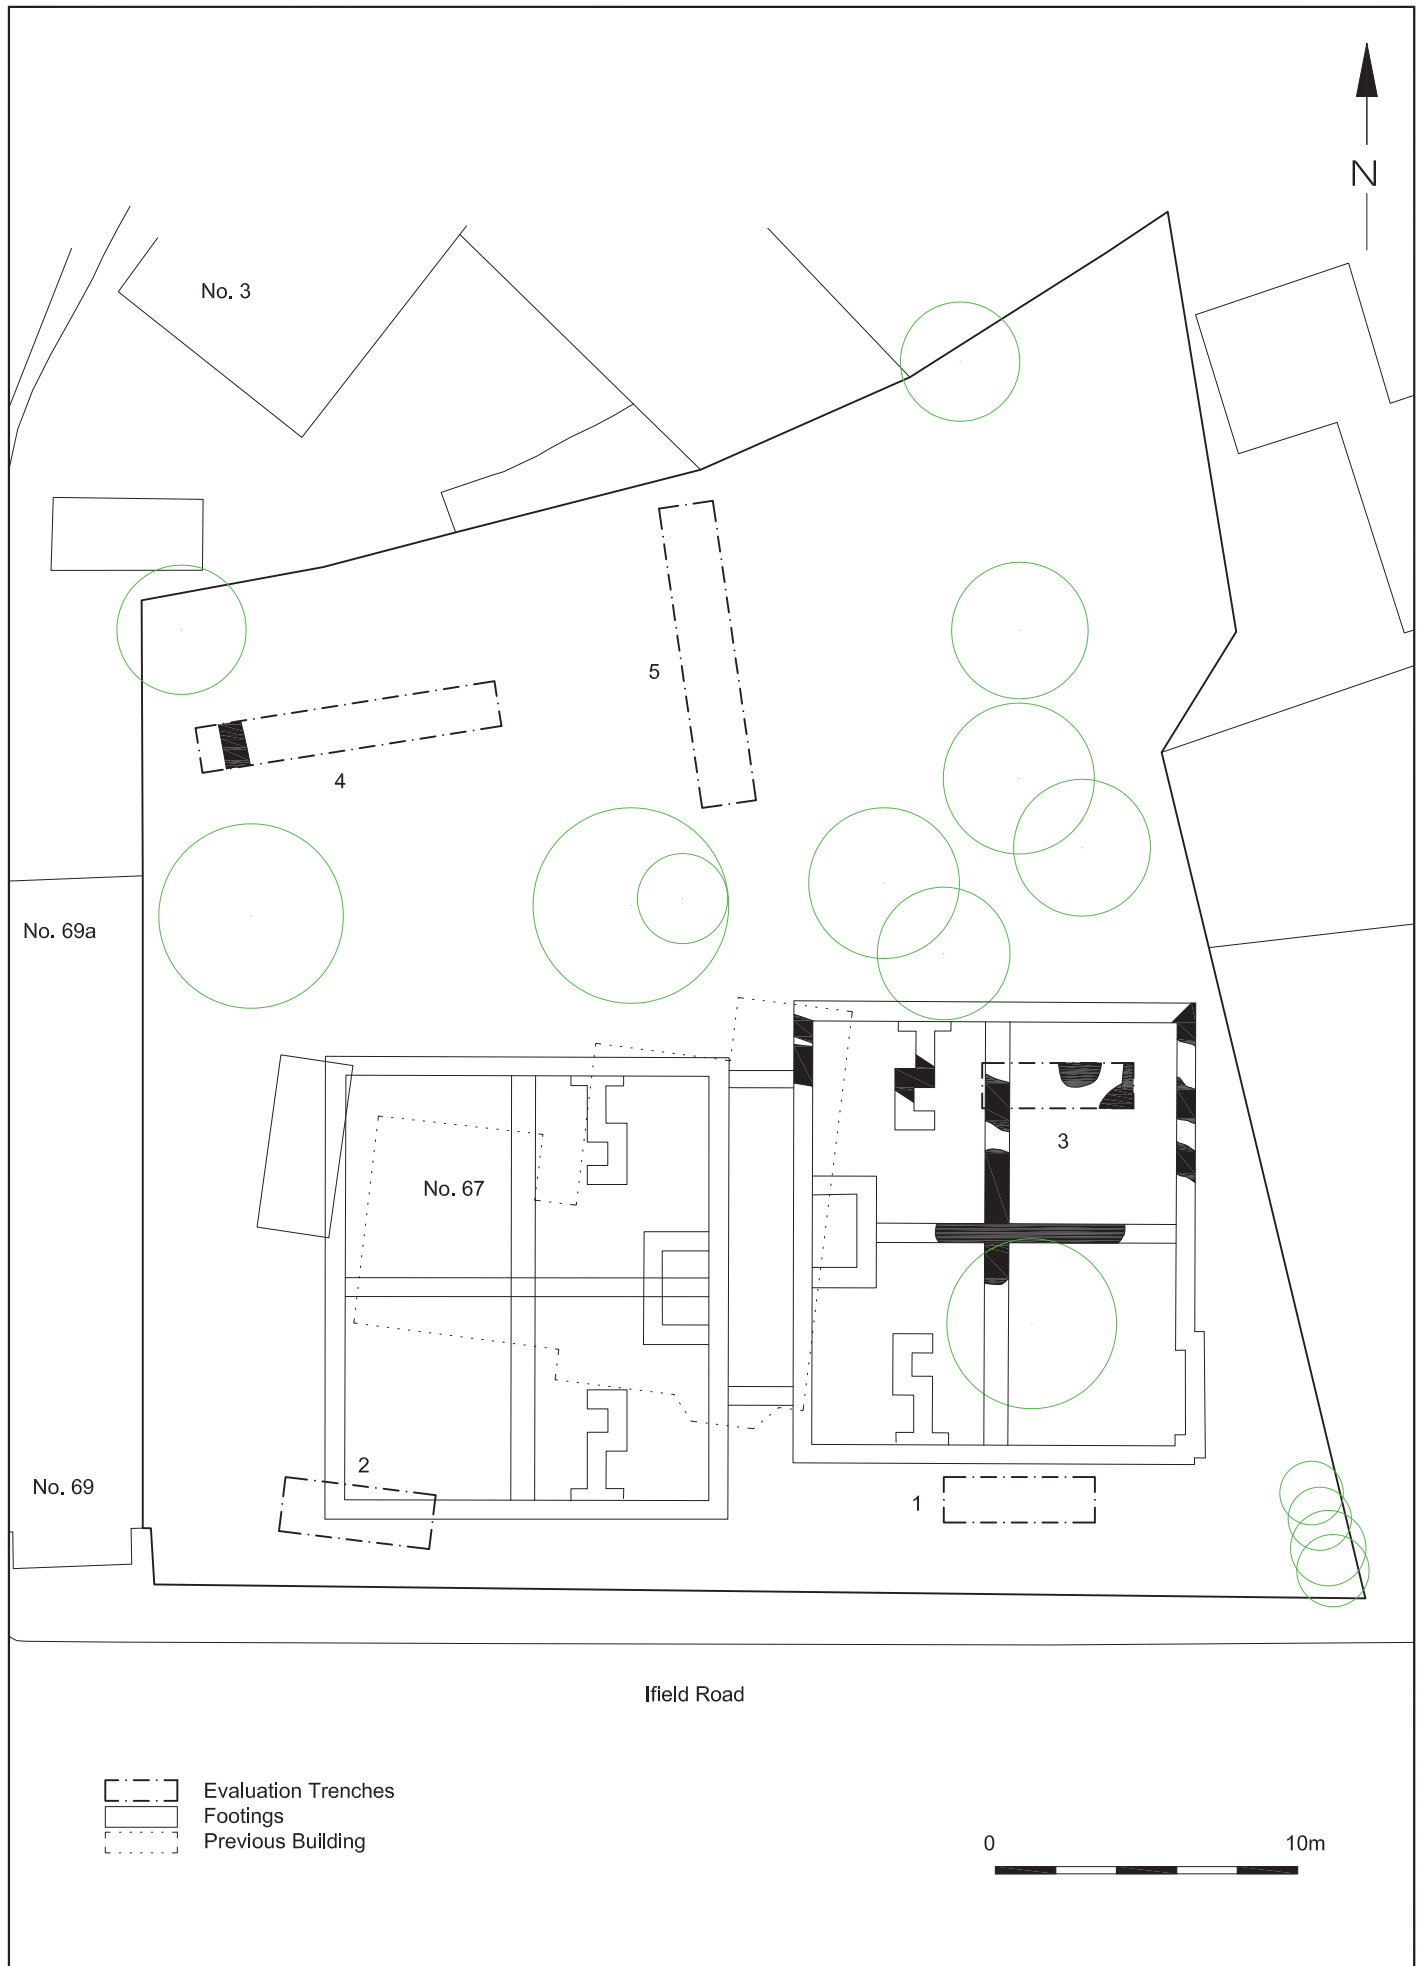 N
No. 3
5
4
No. 69a
3
No. 67
2
No. 69
1
Ifield Road
Evaluation Trenches
Footings
Previous Building
0 10m